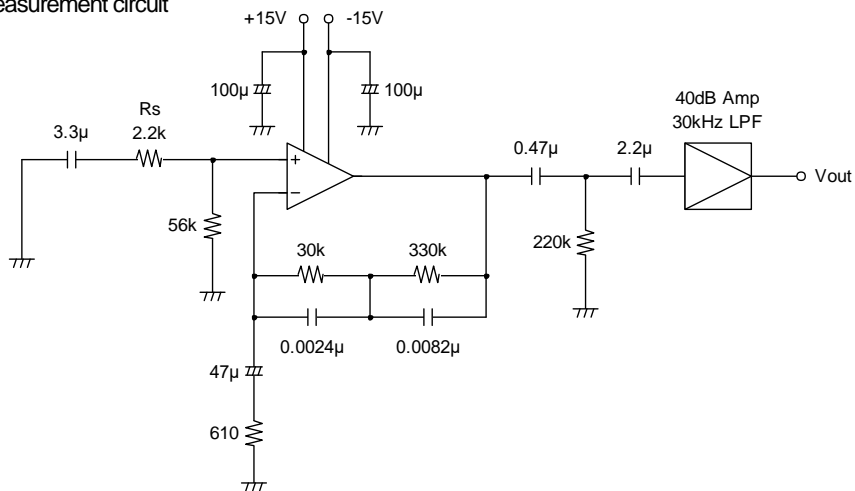 easurement circuit
+15V -15V
100µ 100µ
40dB Amp
30kHz LPF
Rs
3.3µ 2.2k
0.47µ 2.2µ
+
−
Vout
56k
30k 330k
220k
0.0024µ 0.0082µ
47µ
610